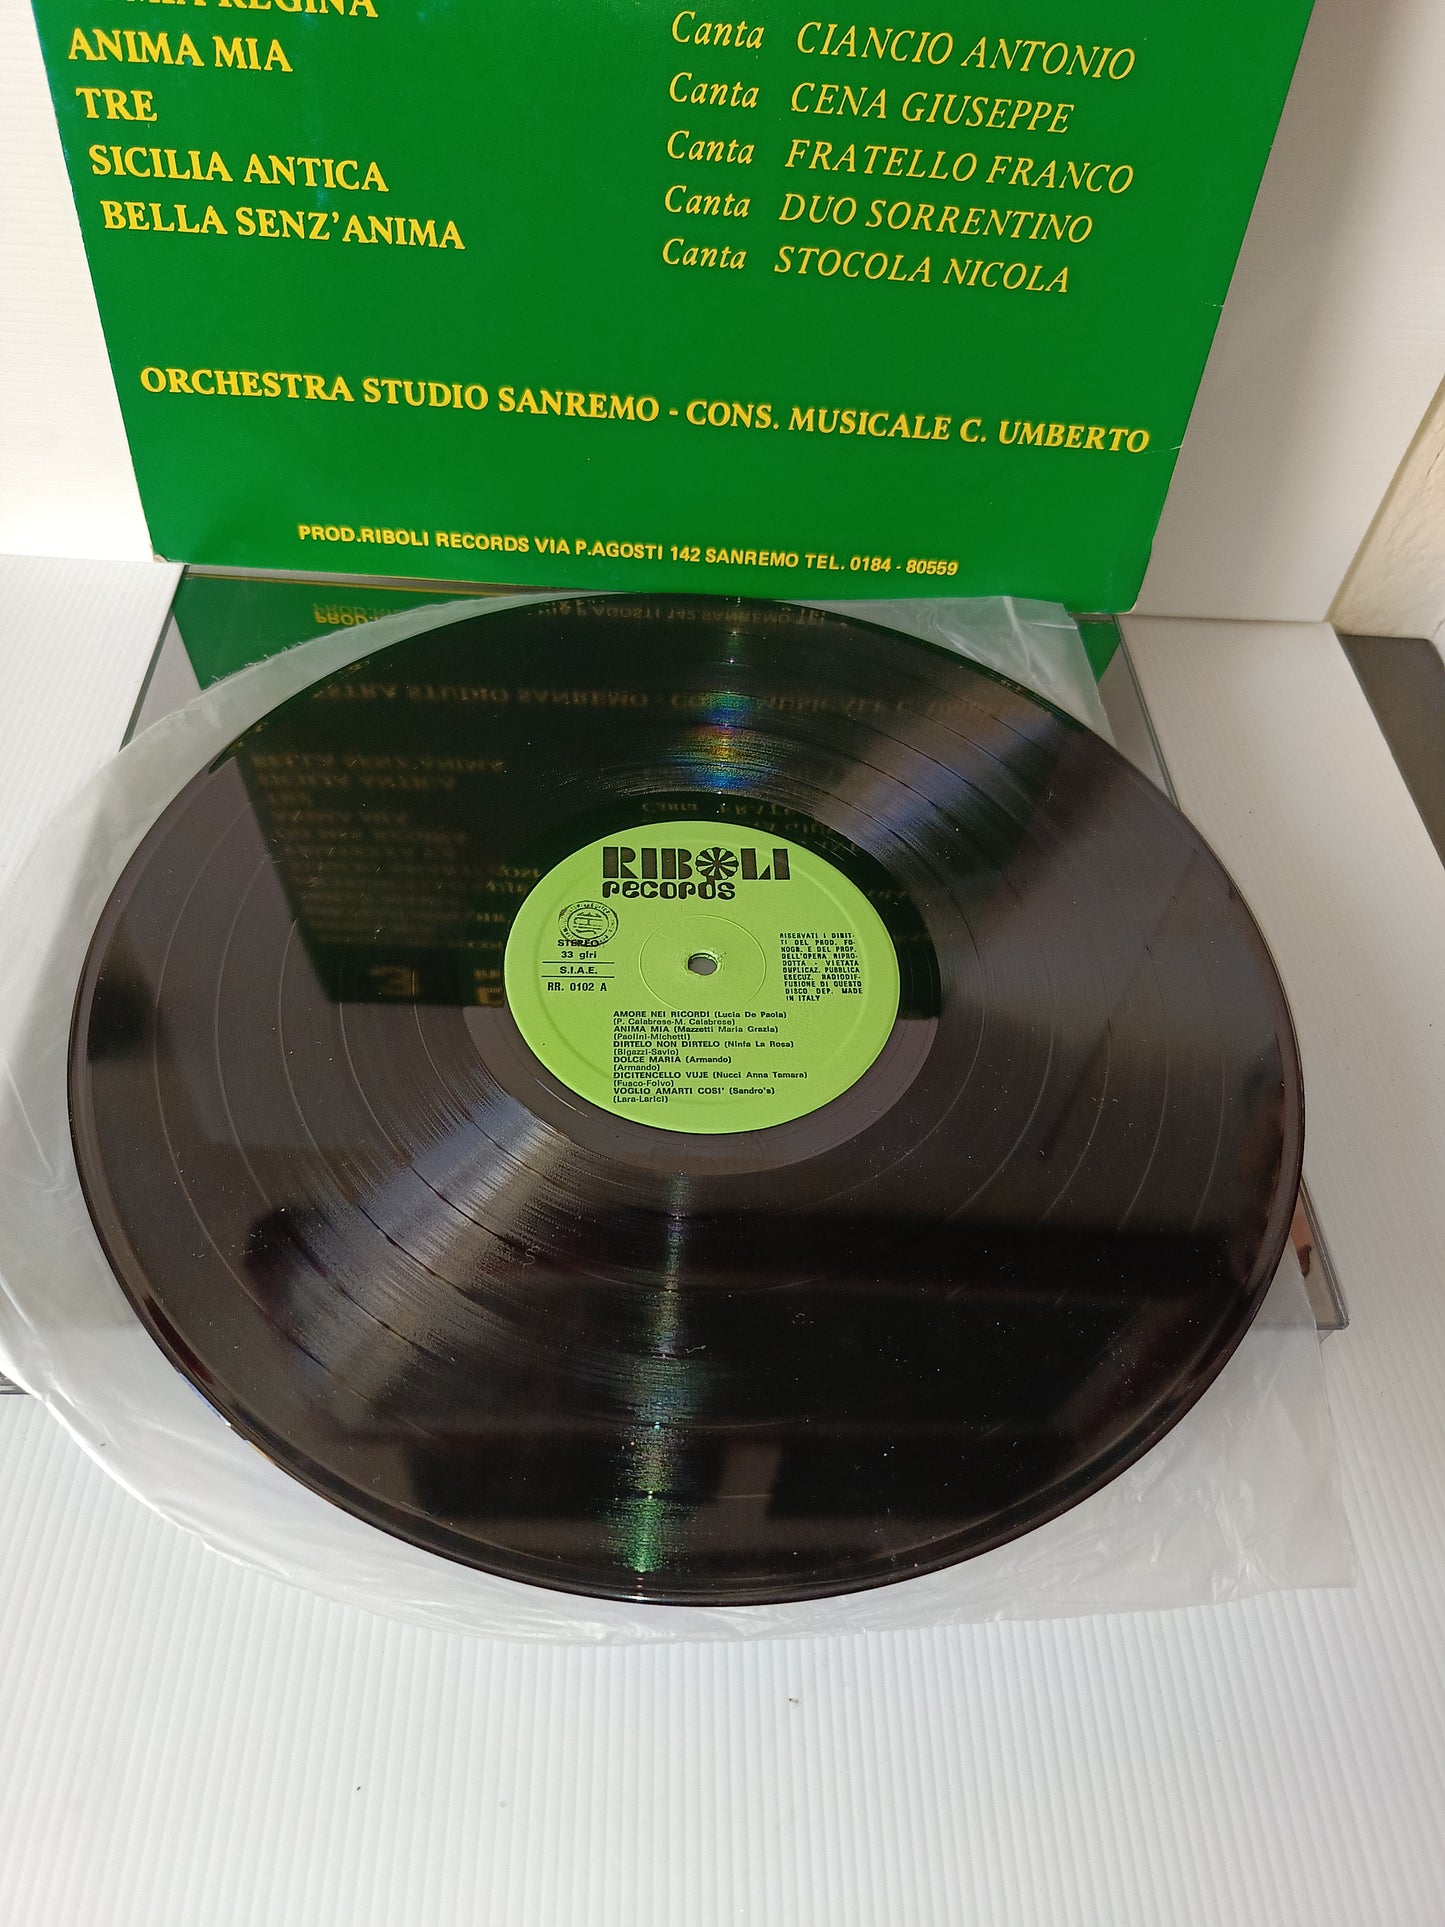 MIA REGINA
ANIMA MIA Canta CIANCIO ANTONIO
TRE Canta CENA GIUSEPPE
SICILIA ANTICA Canta FRATELLO FRANCO
BELLA SENZ'ANIMA Canta DUO SORRENTINO
Canta STOCOLA NICOLA
ORCHESTRA STUDIO SANREMO - CONS. MUSICALE C. UMBERTO
PROD.RIBOLI RECORDS VIA P.AGOSTI 142 SANREMO TEL. 0184 - 80559
RIBOLI
records
STEREO
33 giri
S.I.A.E.
RR. 0102 A
RISERVATI I DIRIT-
TI DEL PROD. FO-
NOGR. E DEL PROP.
DELL'OPERA RIPRO-
DOTTA - VIETATA
DUPLICAZ. PUBBLICA
ESECUZ. RADIODIF-
FUSIONE DI QUESTO
DISCO DEP. MADE
IN ITALY
AMORE NEI RICORDI (Lucia De Paola)
(P. Calabrese-M. Calabrese)
ANIMA MIA (Mazzetti Maria Grazia)
(Paolini-Michetti)
DIRTELO NON DIRTELO (Ninfa La Rosa)
(Bigazzi-Savio)
DOLCE MARIA (Armando)
(Armando)
DICITENCELLO VUJE (Nucci Anna Tamara)
(Fusco-Folvo)
VOGLIO AMARTI COSI' (Sandro's)
(Lara-Larici)